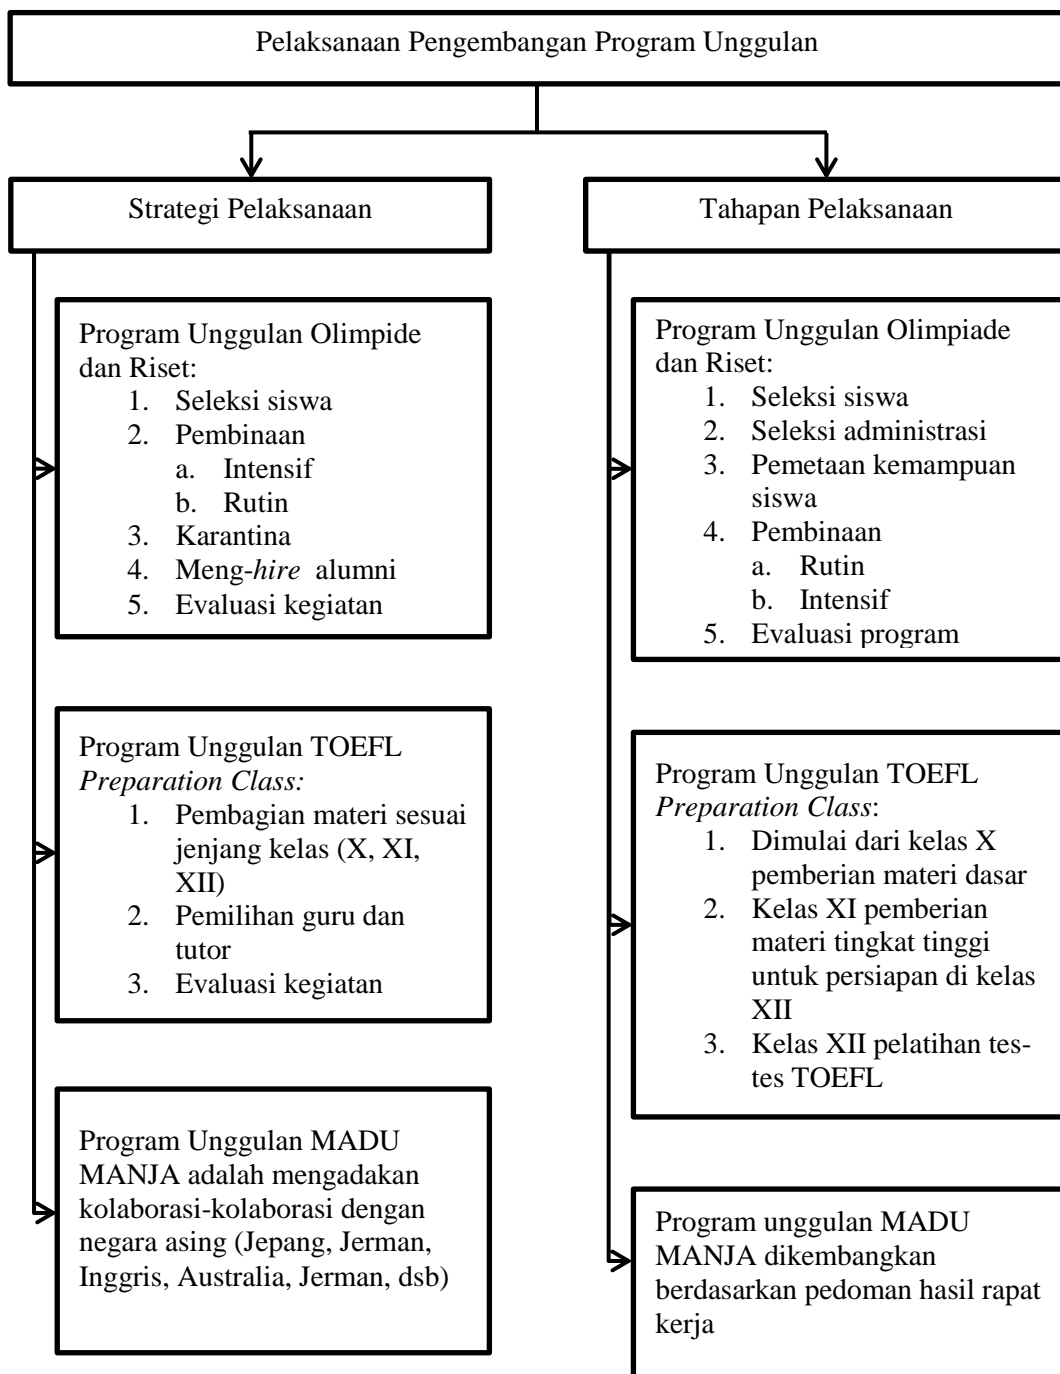 Pelaksanaan Pengembangan Program Unggulan
Strategi Pelaksanaan
Program Unggulan Olimpide
dan Riset:
1. Seleksi siswa
2. Pembinaan
a. Intensif
b. Rutin
3. Karantina
4. Meng-hire alumni
5. Evaluasi kegiatan
Program Unggulan TOEFL
Preparation Class:
1. Pembagian materi sesuai
jenjang kelas (X, XI,
XII)
2. Pemilihan guru dan
tutor
3. Evaluasi kegiatan
Program Unggulan MADU
MANJA adalah mengadakan
kolaborasi-kolaborasi dengan
negara asing (Jepang, Jerman,
Inggris, Australia, Jerman, dsb)
Tahapan Pelaksanaan
Program Unggulan Olimpiade
dan Riset:
1. Seleksi siswa
2. Seleksi administrasi
3. Pemetaan kemampuan
siswa
4. Pembinaan
a. Rutin
b. Intensif
5. Evaluasi program
Program Unggulan TOEFL
Preparation Class:
1. Dimulai dari kelas X
pemberian materi dasar
2. Kelas XI pemberian
materi tingkat tinggi
untuk persiapan di kelas
XII
3. Kelas XII pelatihan tes-
tes TOEFL
Program unggulan MADU
MANJA dikembangkan
berdasarkan pedoman hasil rapat
kerja